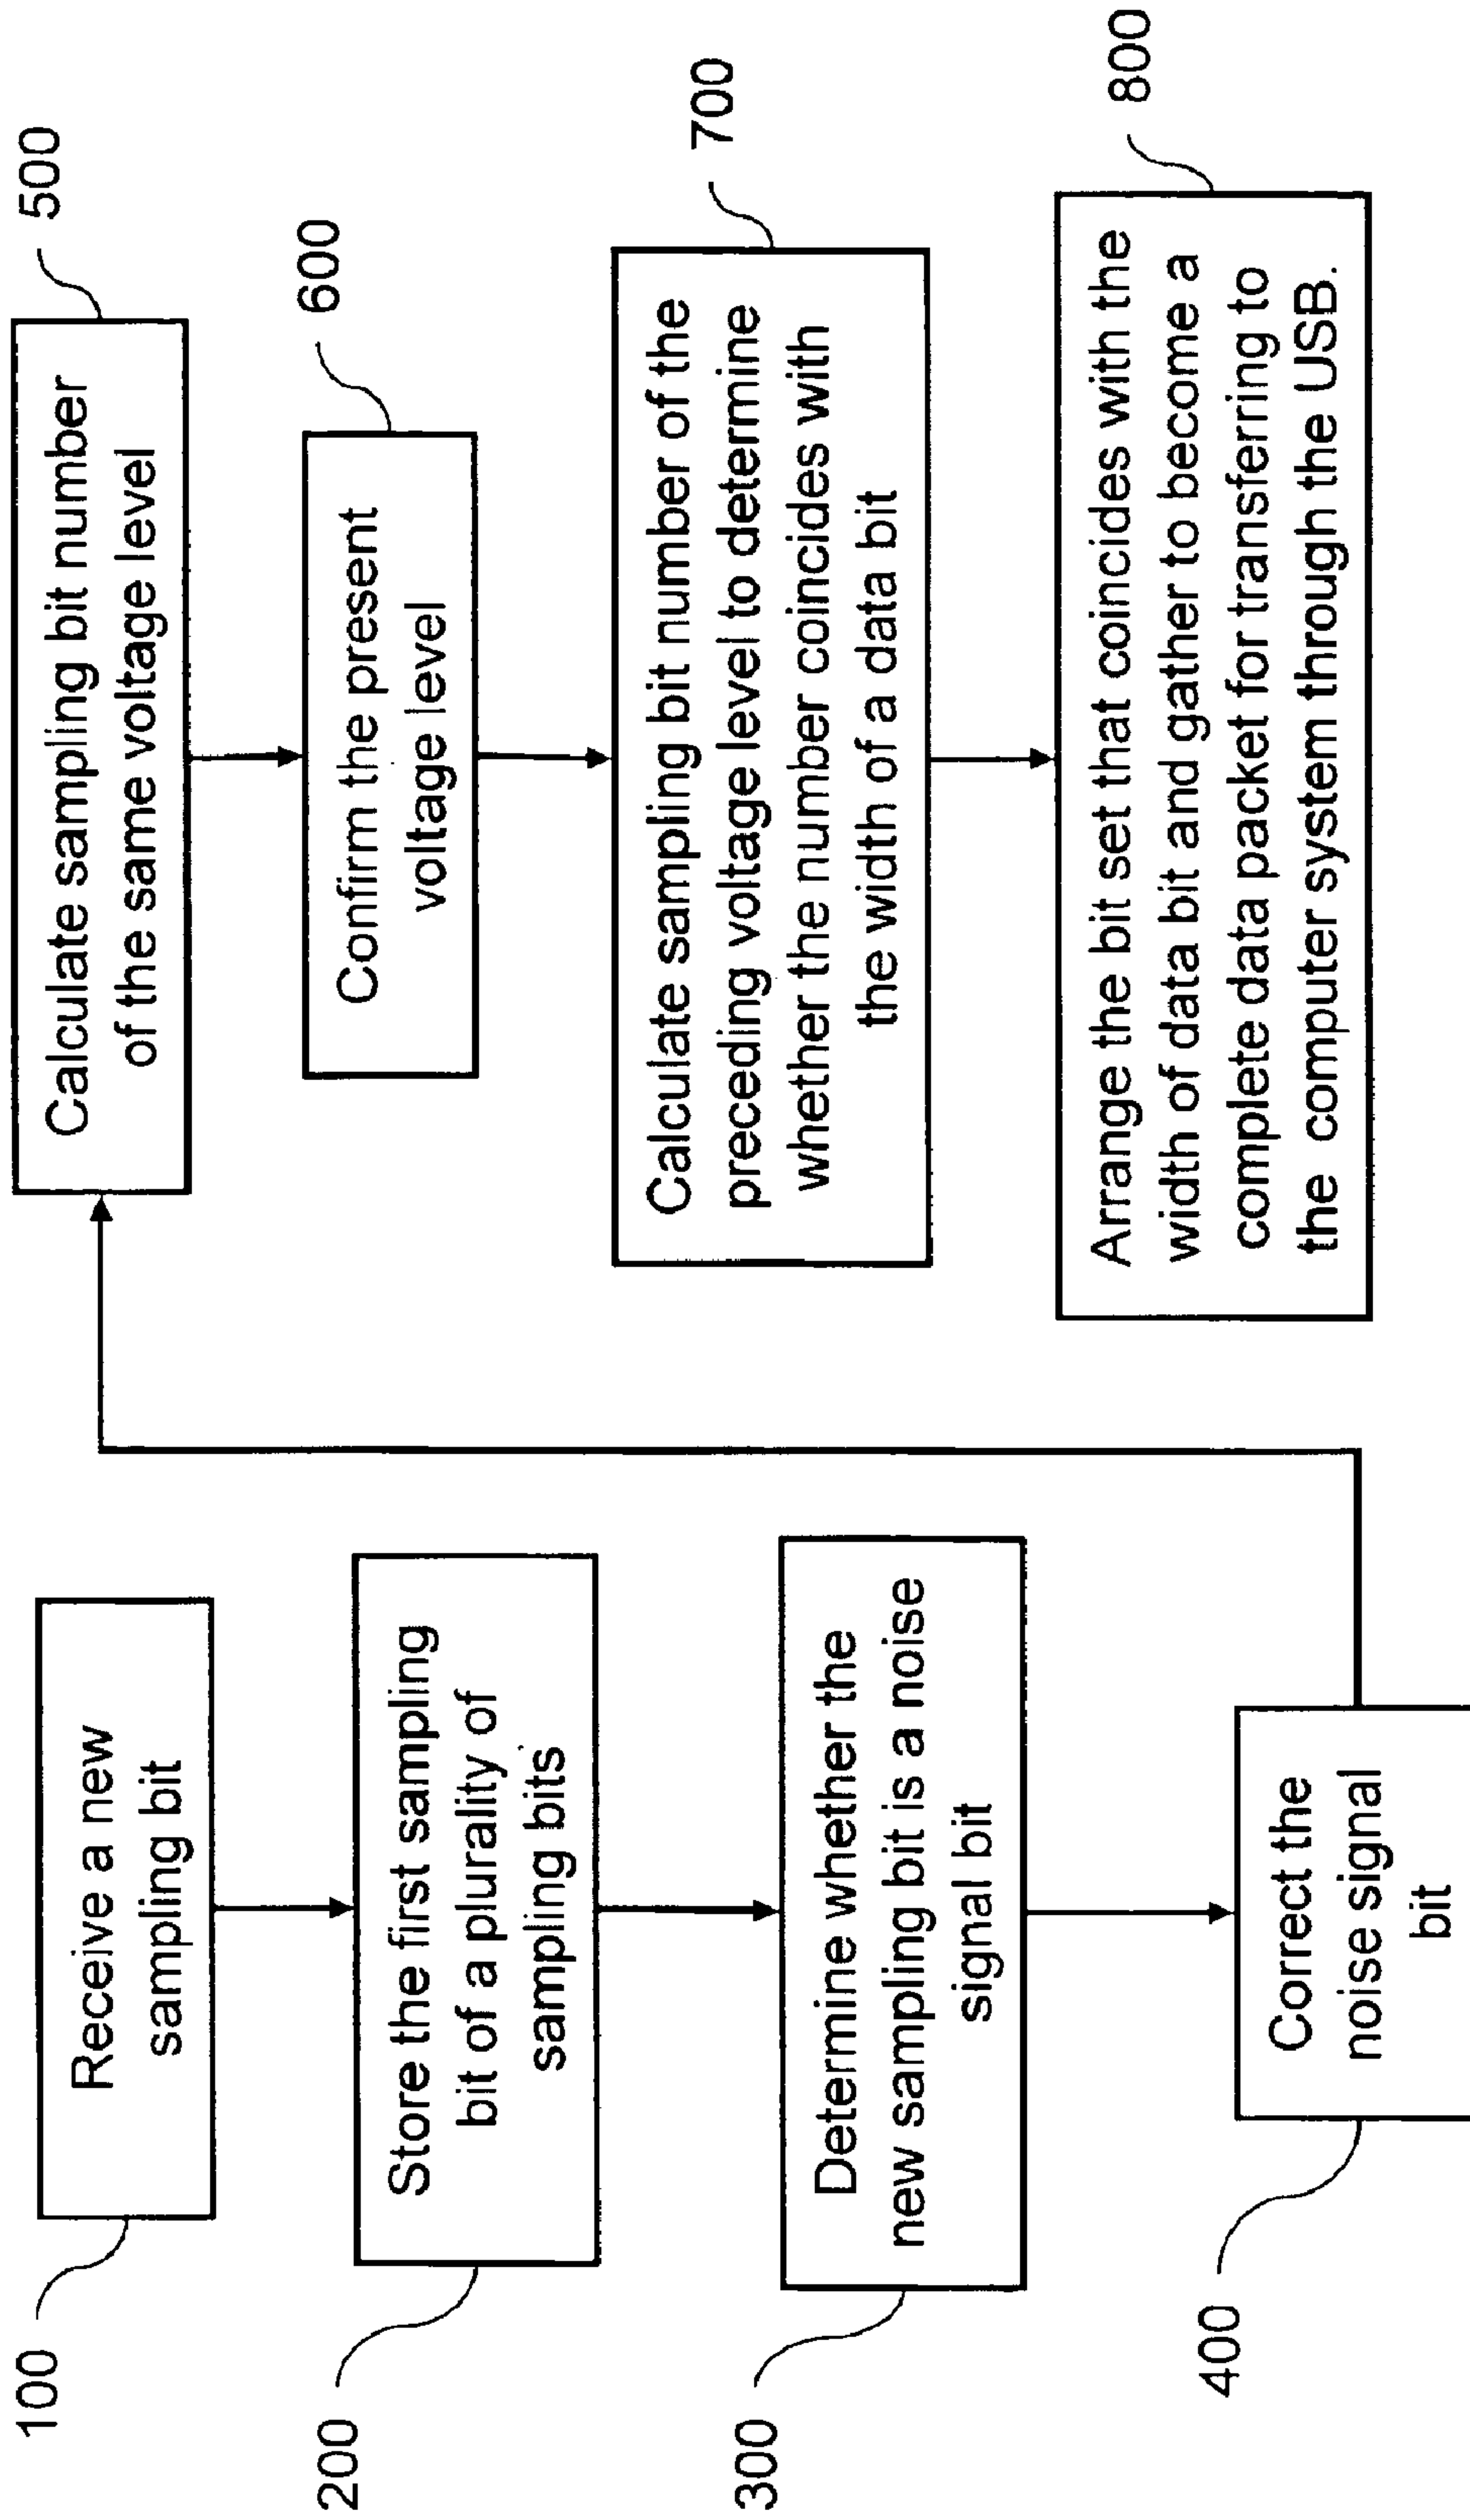 100
Receive a new
sampling bit
200
Store the first sampling
bit of a plurality of
sampling bits
300
Determine whether the
new sampling bit is a noise
signal bit
400
Correct the
noise signal
bit
500
Calculate sampling bit number
of the same voltage level
600
Confirm the present
voltage level
700
Calculate sampling bit number of the
preceding voltage level to determine
whether the number coincides with
the width of a data bit
800
Arrange the bit set that coincides with the
width of data bit and gather to become a
complete data packet for transferring to
the computer system through the USB.